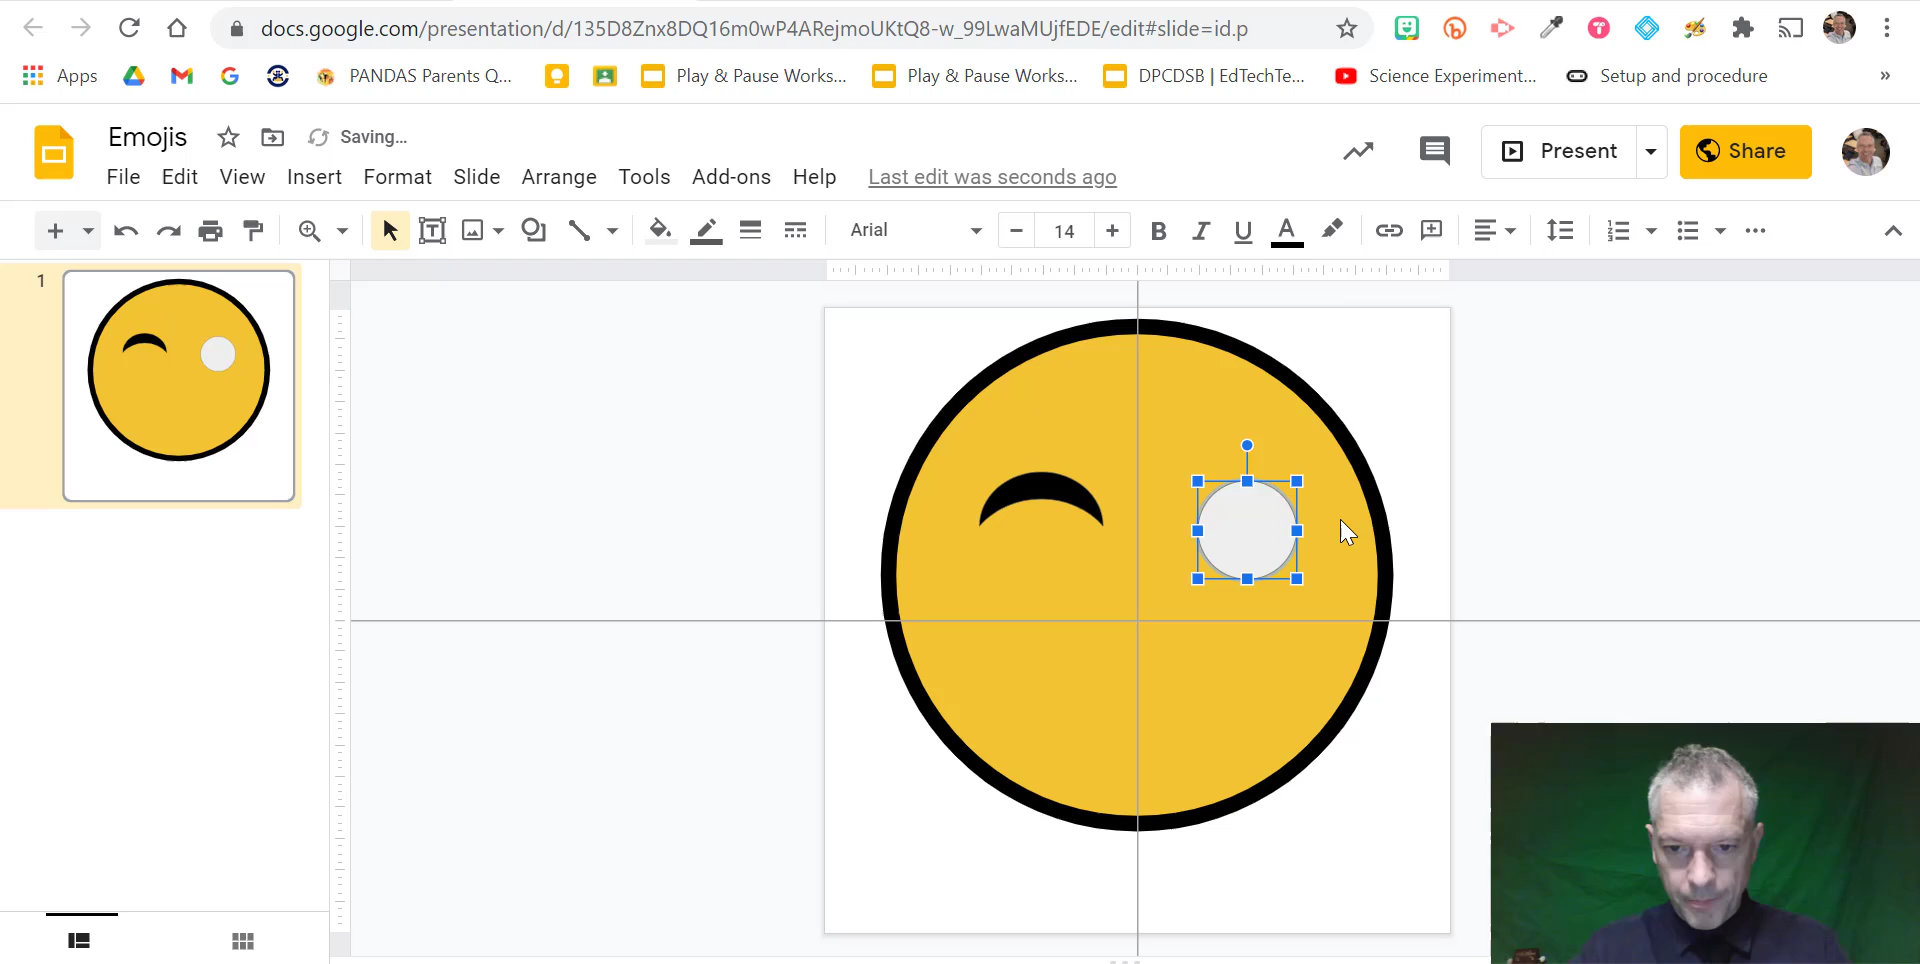 docs.google.com/presentation/d/135D8Znx8DQ16m0wP4ARejmoUKtQ8-w_99LwaMUjfEDE/edit#slide=id.p
Apps PANDAS Parents Q... Play & Pause Works... Play & Pause Works... DPCDSB | EdTechTe... Science Experiment... Setup and procedure »
Emojis Saving...
Present Share
File Edit View Insert Format Slide Arrange Tools Add-ons Help Last edit was seconds ago
Arial 14 B I U A
1